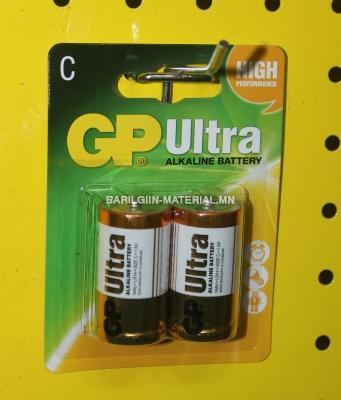 C
HIGH
PERFORMANCE
GP Ultra
ALKALINE BATTERY
BARILGIIN-MATERIAL.MN
GP Ultra
ALKALINE BATTERY
GP Ultra
ALKALINE BATTERY